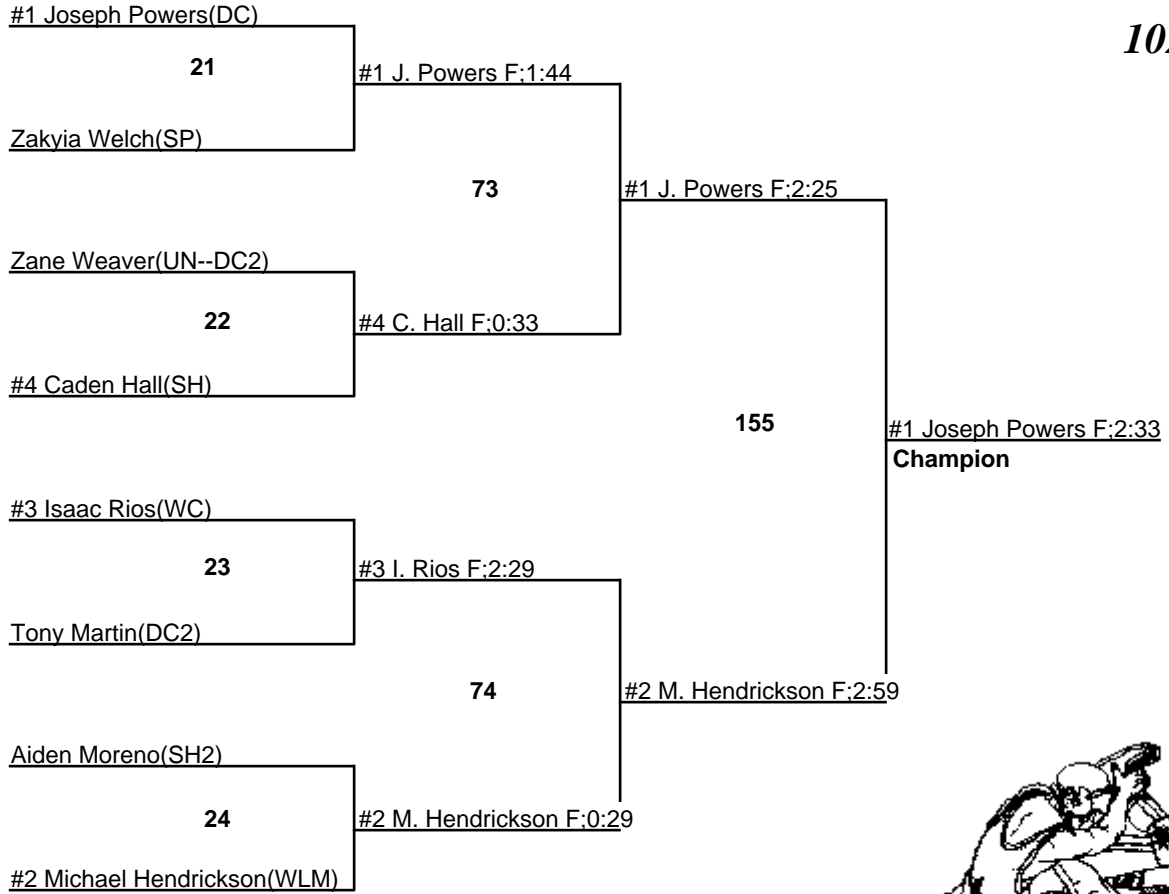 #1 Joseph Powers(DC)
21
#1 J. Powers F;1:44
Zakyia Welch(SP)
73
#1 J. Powers F;2:25
Zane Weaver(UN--DC2)
22
#4 C. Hall F;0:33
#4 Caden Hall(SH)
155
#1 Joseph Powers F;2:33
Champion
#3 Isaac Rios(WC)
23
#3 I. Rios F;2:29
Tony Martin(DC2)
74
#2 M. Hendrickson F;2:59
Aiden Moreno(SH2)
24
#2 M. Hendrickson F;0:29
#2 Michael Hendrickson(WLM)